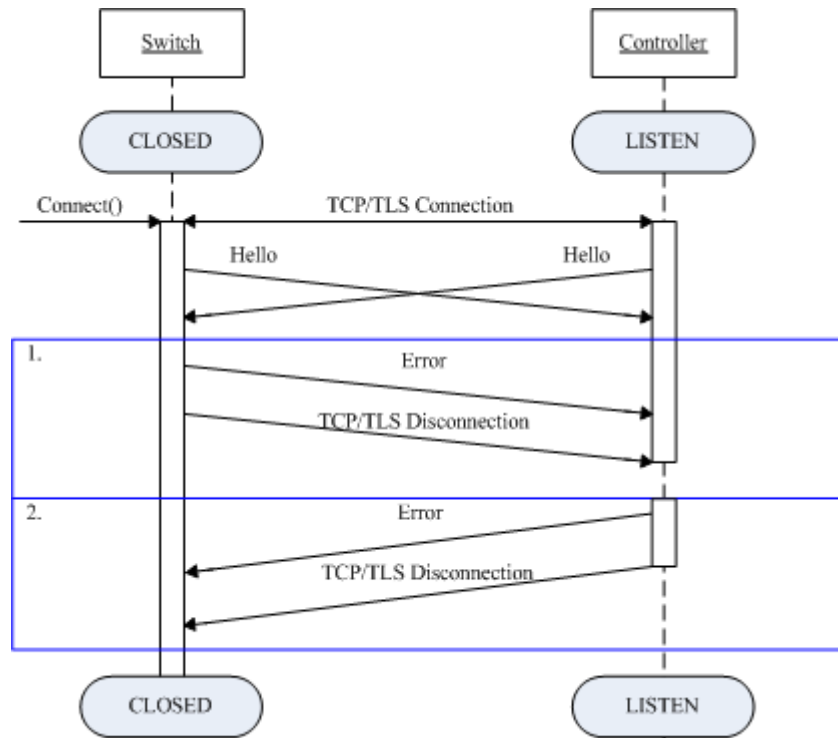 Switch
Controller
CLOSED
LISTEN
Connect()
TCP/TLS Connection
Hello
Hello
1.
Error
TCP/TLS Disconnection
2.
Error
TCP/TLS Disconnection
CLOSED
LISTEN